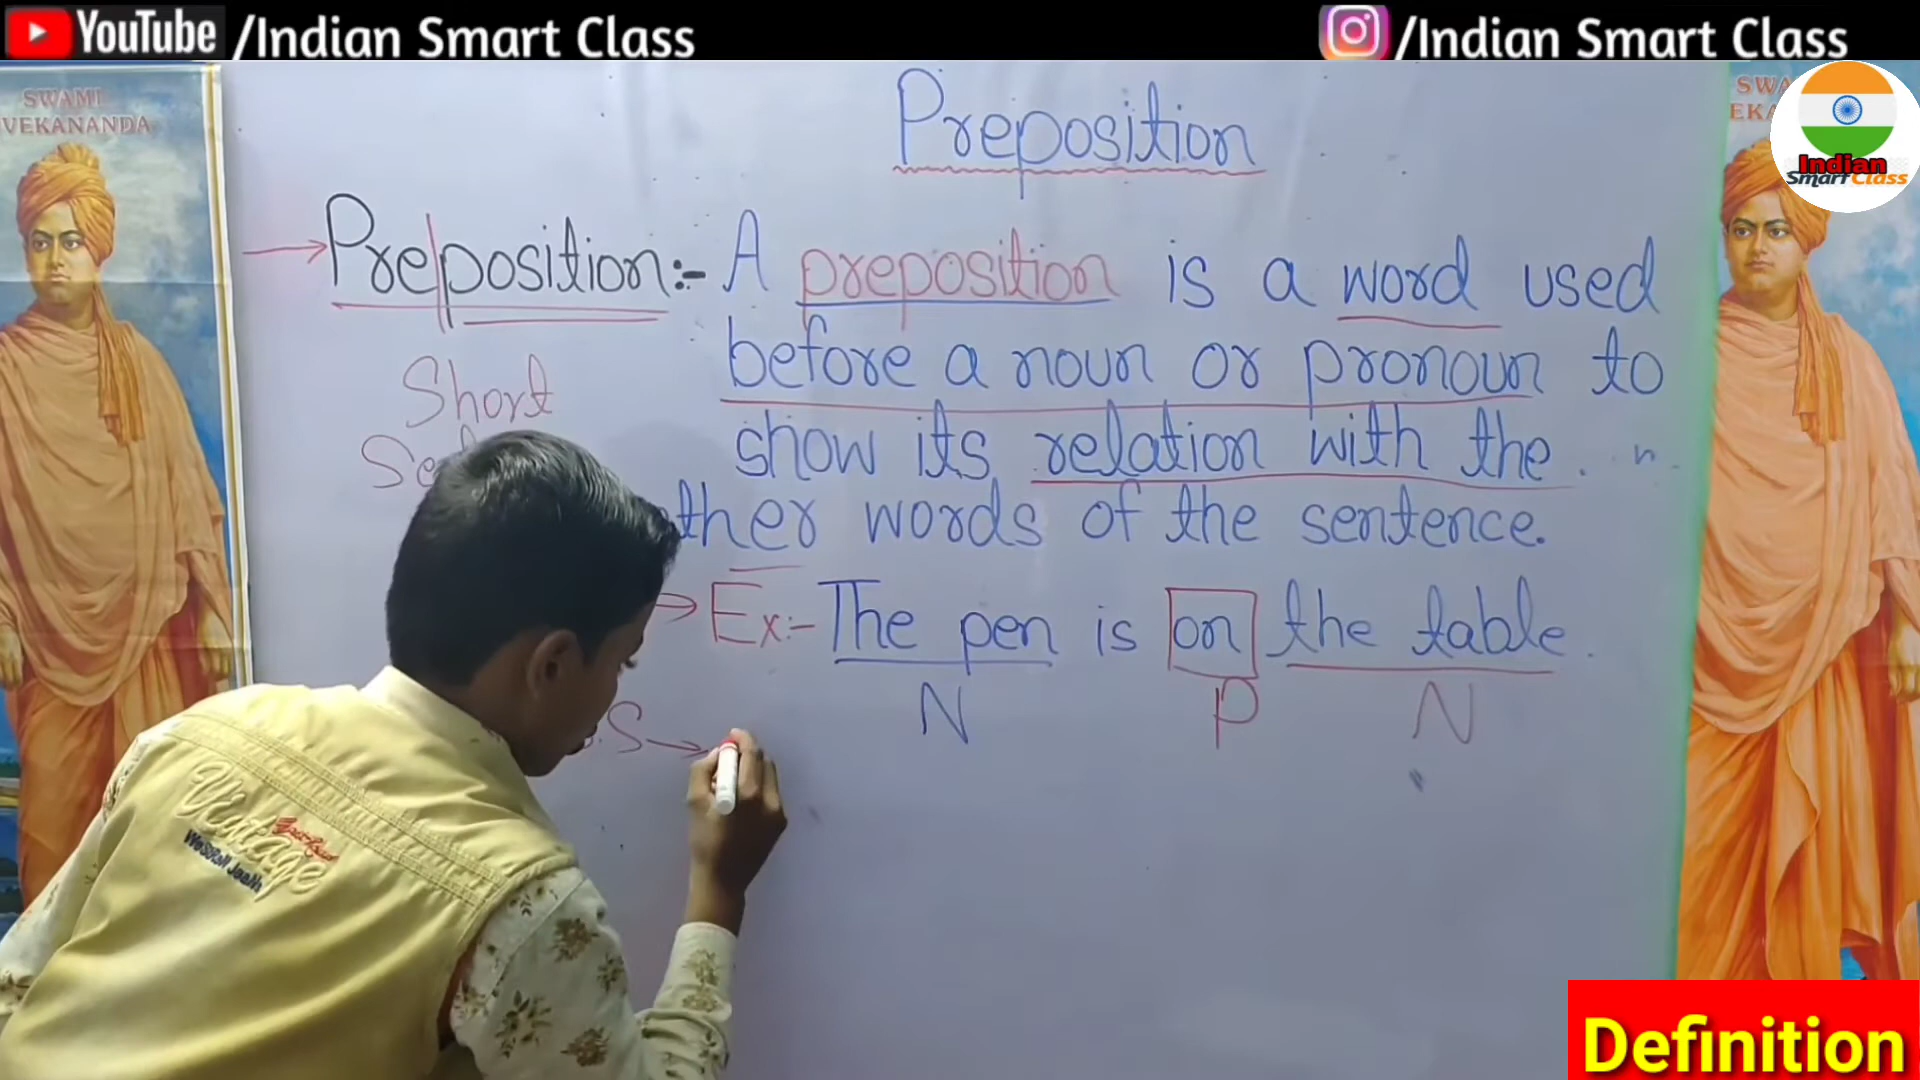 YouTube /Indian Smart Class
/Indian Smart Class
SWAMI
VEKANANDA
Indian
Smart Class
Preposition
Preposition:- A preposition is a word used
before a noun or pronoun to
show its relation with the
ther words of the sentence.
Short
Ex:- The pen is on the table.
N P N
S →
Vintage
Definition